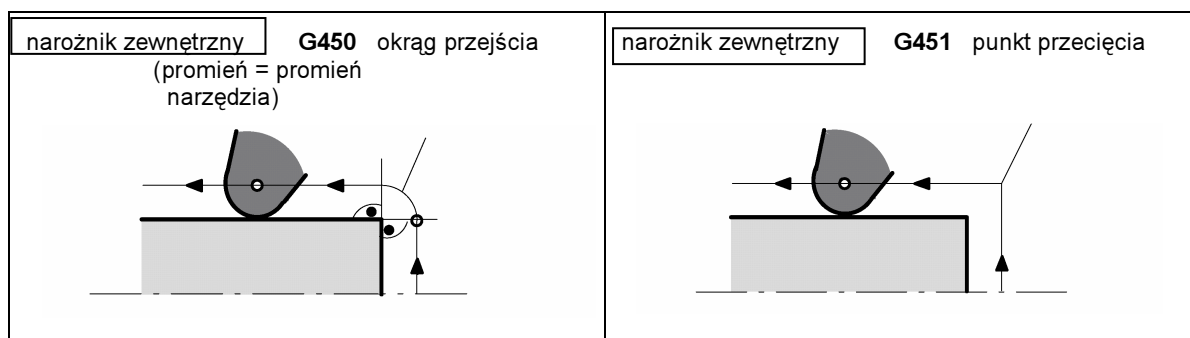 narożnik zewnętrzny G450 okrąg przejścia
(promień = promień
narzędzia)
narożnik zewnętrzny G451 punkt przecięcia